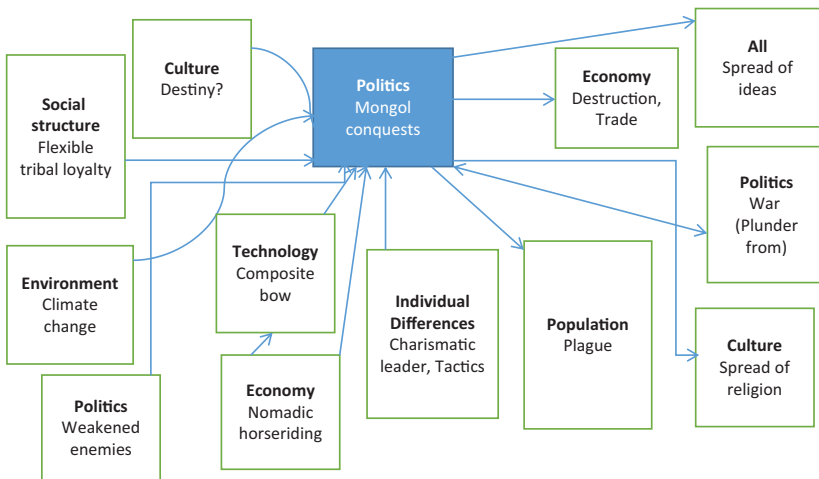 Culture
Destiny?
Politics
Mongol
conquests
All
Spread of
ideas
Economy
Destruction,
Trade
Social
structure
Flexible
tribal loyalty
Politics
War
(Plunder
from)
Environment
Climate
change
Technology
Composite
bow
Individual
Differences
Charismatic
leader, Tactics
Population
Plague
Culture
Spread of
religion
Politics
Weakened
enemies
Economy
Nomadic
horseriding